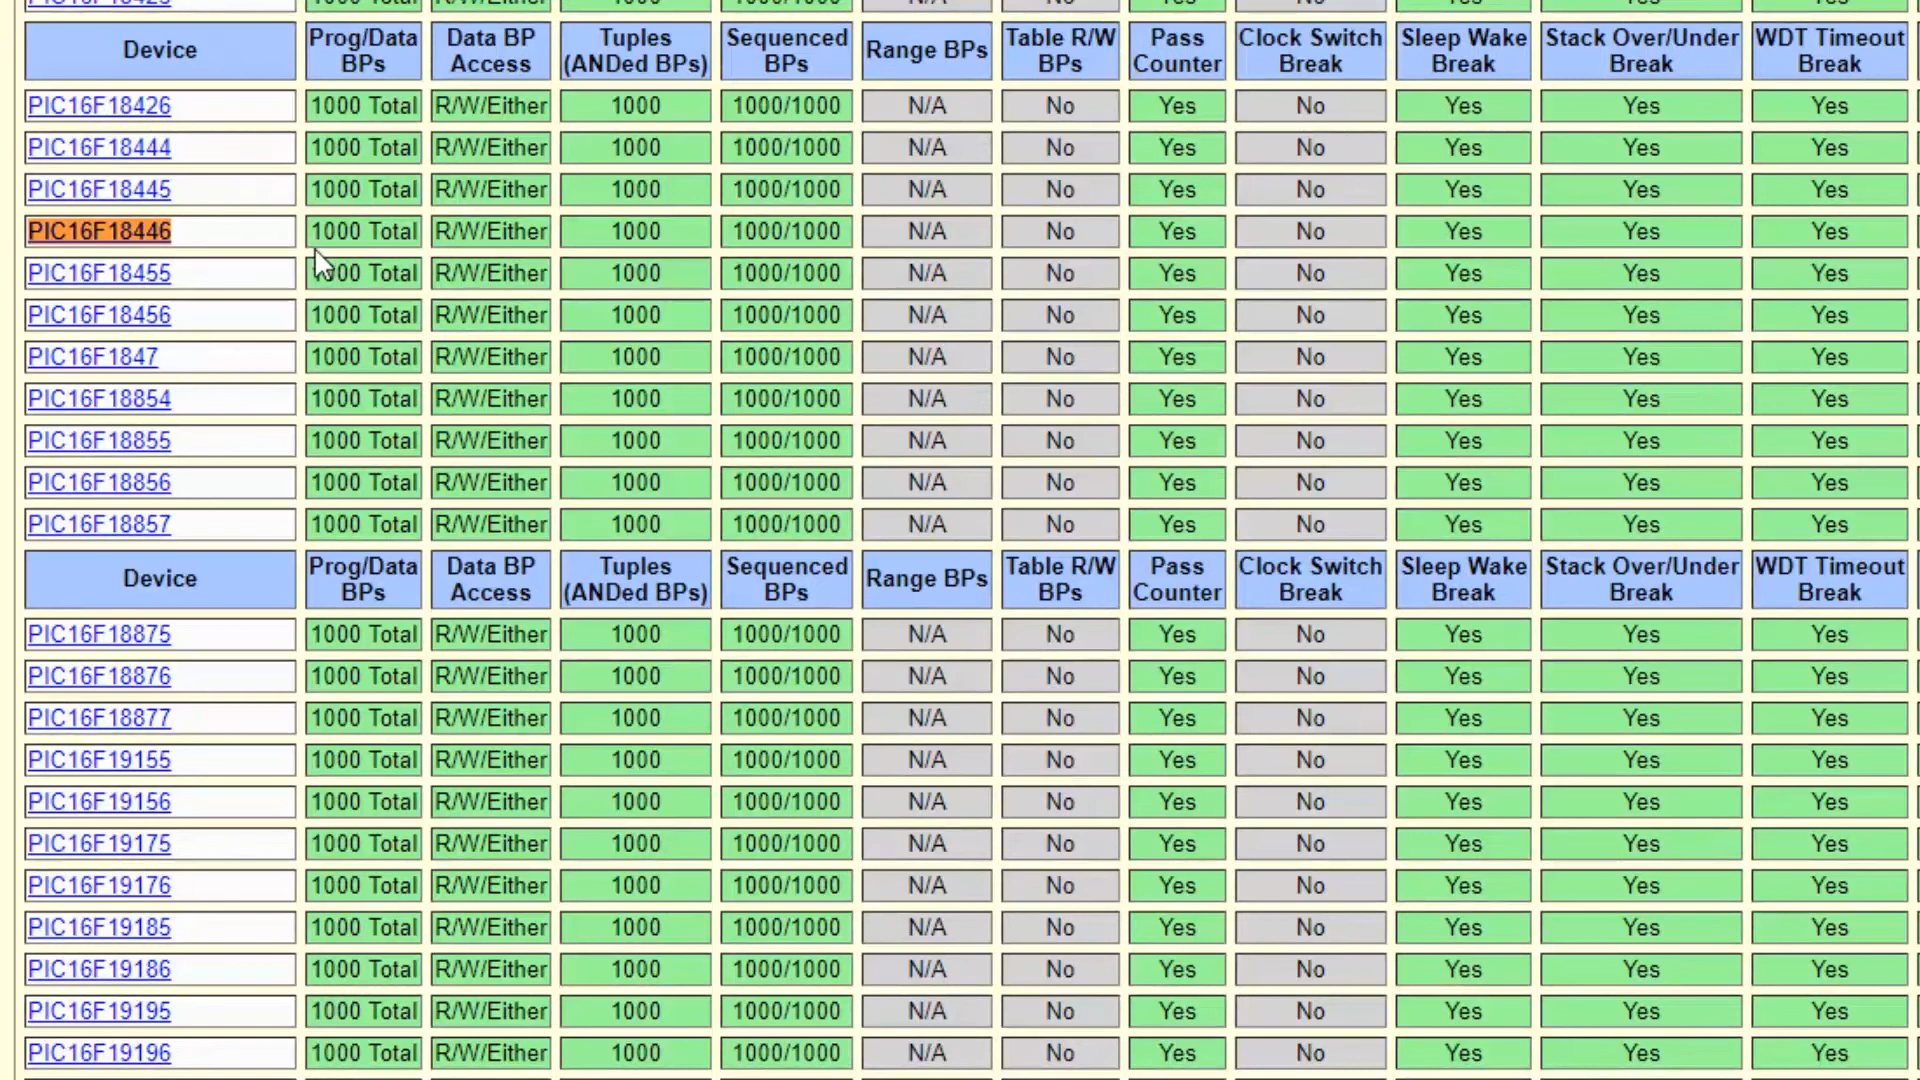 PIC16F18425 1000 Total R/W/Either 1000 1000/1000 N/A No Yes No Yes Yes Yes
Device Prog/Data BPs Data BP Access Tuples (ANDed BPs) Sequenced BPs Range BPs Table R/W BPs Pass Counter Clock Switch Break Sleep Wake Break Stack Over/Under Break WDT Timeout Break
PIC16F18426 1000 Total R/W/Either 1000 1000/1000 N/A No Yes No Yes Yes Yes
PIC16F18444 1000 Total R/W/Either 1000 1000/1000 N/A No Yes No Yes Yes Yes
PIC16F18445 1000 Total R/W/Either 1000 1000/1000 N/A No Yes No Yes Yes Yes
PIC16F18446 1000 Total R/W/Either 1000 1000/1000 N/A No Yes No Yes Yes Yes
PIC16F18455 1000 Total R/W/Either 1000 1000/1000 N/A No Yes No Yes Yes Yes
PIC16F18456 1000 Total R/W/Either 1000 1000/1000 N/A No Yes No Yes Yes Yes
PIC16F1847 1000 Total R/W/Either 1000 1000/1000 N/A No Yes No Yes Yes Yes
PIC16F18854 1000 Total R/W/Either 1000 1000/1000 N/A No Yes No Yes Yes Yes
PIC16F18855 1000 Total R/W/Either 1000 1000/1000 N/A No Yes No Yes Yes Yes
PIC16F18856 1000 Total R/W/Either 1000 1000/1000 N/A No Yes No Yes Yes Yes
PIC16F18857 1000 Total R/W/Either 1000 1000/1000 N/A No Yes No Yes Yes Yes
Device Prog/Data BPs Data BP Access Tuples (ANDed BPs) Sequenced BPs Range BPs Table R/W BPs Pass Counter Clock Switch Break Sleep Wake Break Stack Over/Under Break WDT Timeout Break
PIC16F18875 1000 Total R/W/Either 1000 1000/1000 N/A No Yes No Yes Yes Yes
PIC16F18876 1000 Total R/W/Either 1000 1000/1000 N/A No Yes No Yes Yes Yes
PIC16F18877 1000 Total R/W/Either 1000 1000/1000 N/A No Yes No Yes Yes Yes
PIC16F19155 1000 Total R/W/Either 1000 1000/1000 N/A No Yes No Yes Yes Yes
PIC16F19156 1000 Total R/W/Either 1000 1000/1000 N/A No Yes No Yes Yes Yes
PIC16F19175 1000 Total R/W/Either 1000 1000/1000 N/A No Yes No Yes Yes Yes
PIC16F19176 1000 Total R/W/Either 1000 1000/1000 N/A No Yes No Yes Yes Yes
PIC16F19185 1000 Total R/W/Either 1000 1000/1000 N/A No Yes No Yes Yes Yes
PIC16F19186 1000 Total R/W/Either 1000 1000/1000 N/A No Yes No Yes Yes Yes
PIC16F19195 1000 Total R/W/Either 1000 1000/1000 N/A No Yes No Yes Yes Yes
PIC16F19196 1000 Total R/W/Either 1000 1000/1000 N/A No Yes No Yes Yes Yes